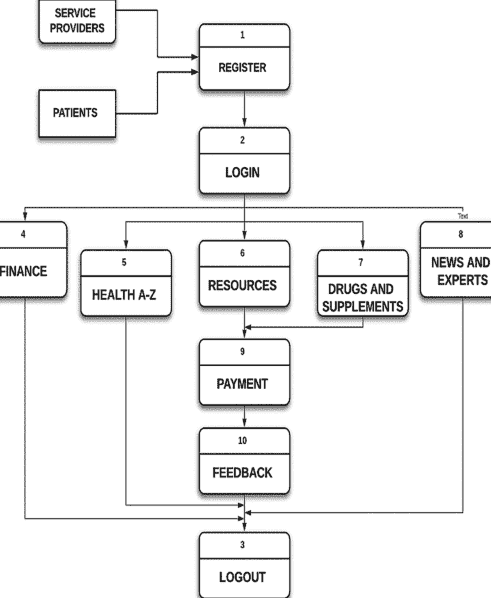 SERVICE
PROVIDERS
1
REGISTER
PATIENTS
2
LOGIN
Text
4
FINANCE
5
HEALTH A-Z
6
RESOURCES
7
DRUGS AND
SUPPLEMENTS
8
NEWS AND
EXPERTS
9
PAYMENT
10
FEEDBACK
3
LOGOUT